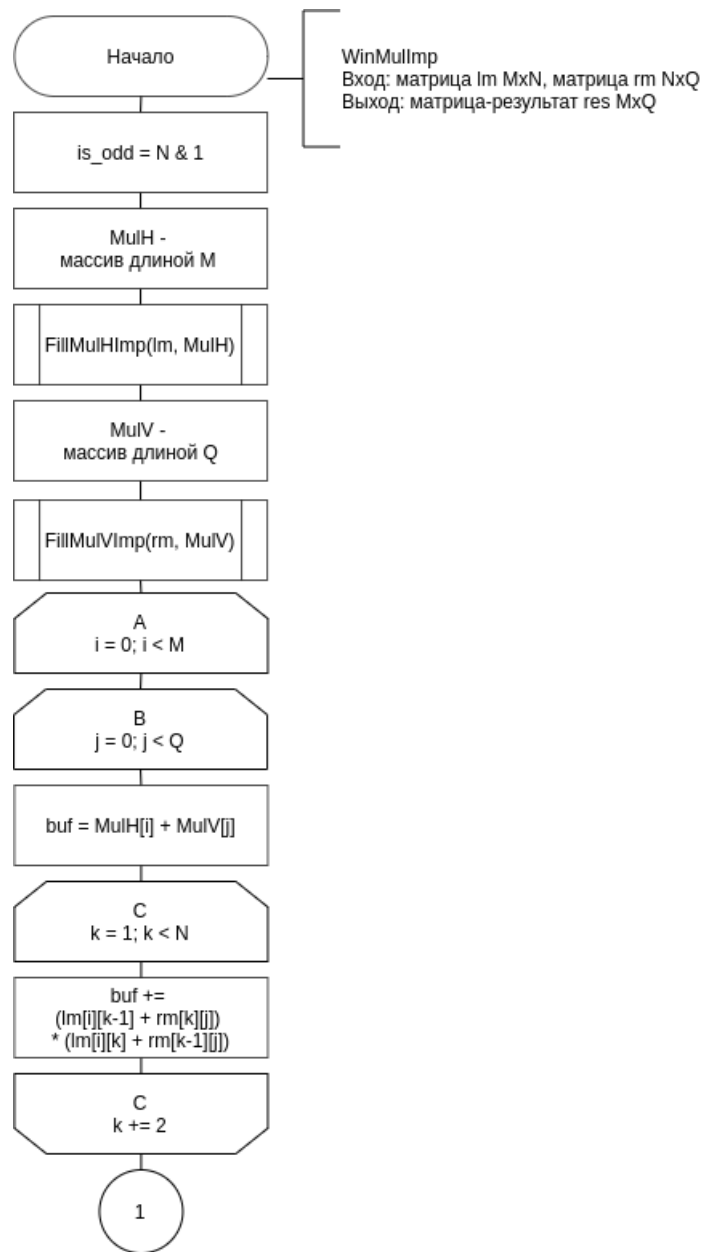 Начало
WinMulImp
Вход: матрица lm MxN, матрица rm NxQ
Выход: матрица-результат res MxQ
is_odd = N & 1
MulH -
массив длиной M
FillMulHImp(lm, MulH)
MulV -
массив длиной Q
FillMulVImp(rm, MulV)
A
i = 0; i < M
B
j = 0; j < Q
buf = MulH[i] + MulV[j]
C
k = 1; k < N
buf +=
(lm[i][k-1] + rm[k][j])
* (lm[i][k] + rm[k-1][j])
C
k += 2
1